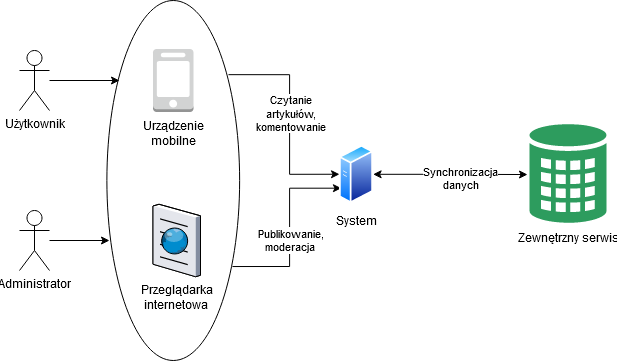 Użytkownik
Urządzenie
mobilne
Czytanie
artykułów,
komentowanie
Synchronizacja
danych
System
Zewnętrzny serwis
Publikowanie,
moderacja
Administrator
Przeglądarka
internetowa